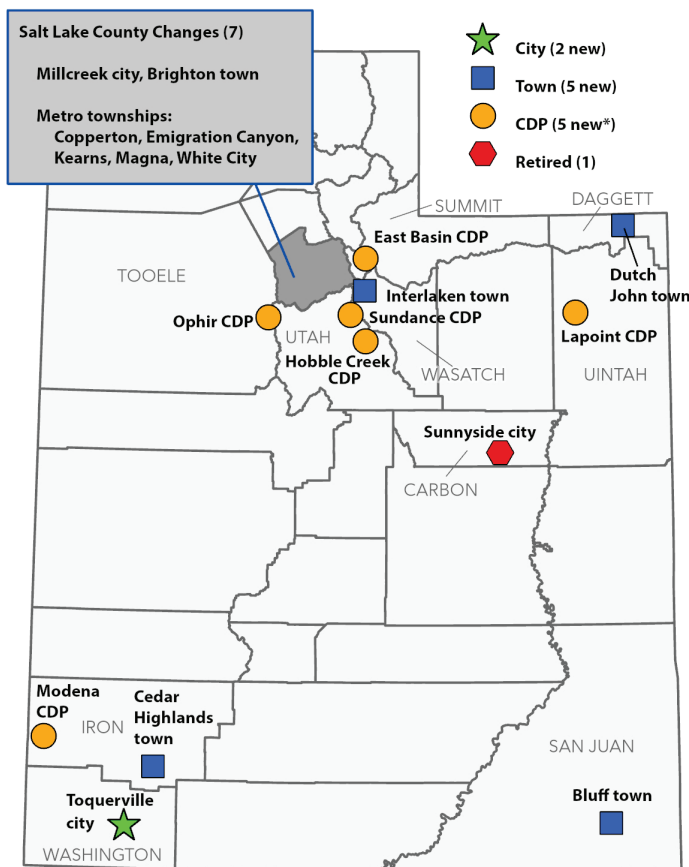 Salt Lake County Changes (7)
Millcreek city, Brighton town
Metro townships:
Copperton, Emigration Canyon,
Kearns, Magna, White City
City (2 new)
Town (5 new)
CDP (5 new*)
Retired (1)
SUMMIT
DAGGETT
East Basin CDP
TOOELE
Dutch
John town
Interlaken town
Ophir CDP
Sundance CDP
UTAH
Lapoint CDP
Hobble Creek
CDP
WASATCH
UINTAH
Sunnyside city
CARBON
Modena
CDP
Cedar
Highlands
town
IRON
SAN JUAN
Toquerville
city
Bluff town
WASHINGTON